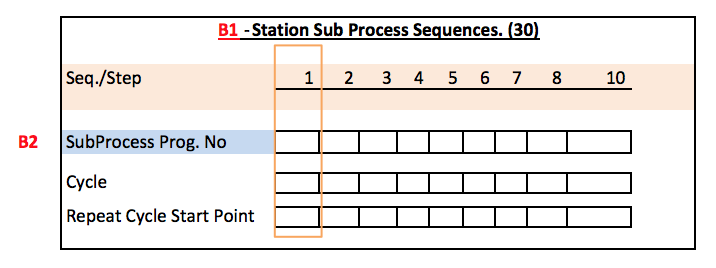 B1 - Station Sub Process Sequences. (30)
Seq./Step 1 2 3 4 5 6 7 8 10
B2 SubProcess Prog. No
Cycle
Repeat Cycle Start Point